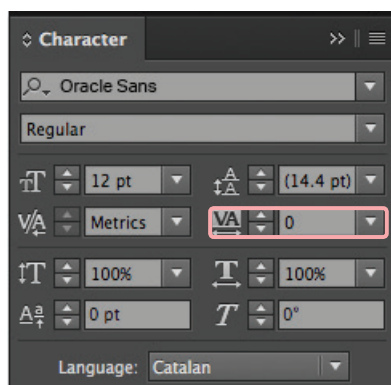 Character
Oracle Sans
Regular
12 pt (14.4 pt)
Metrics 0
100% 100%
0 pt 0°
Language: Catalan